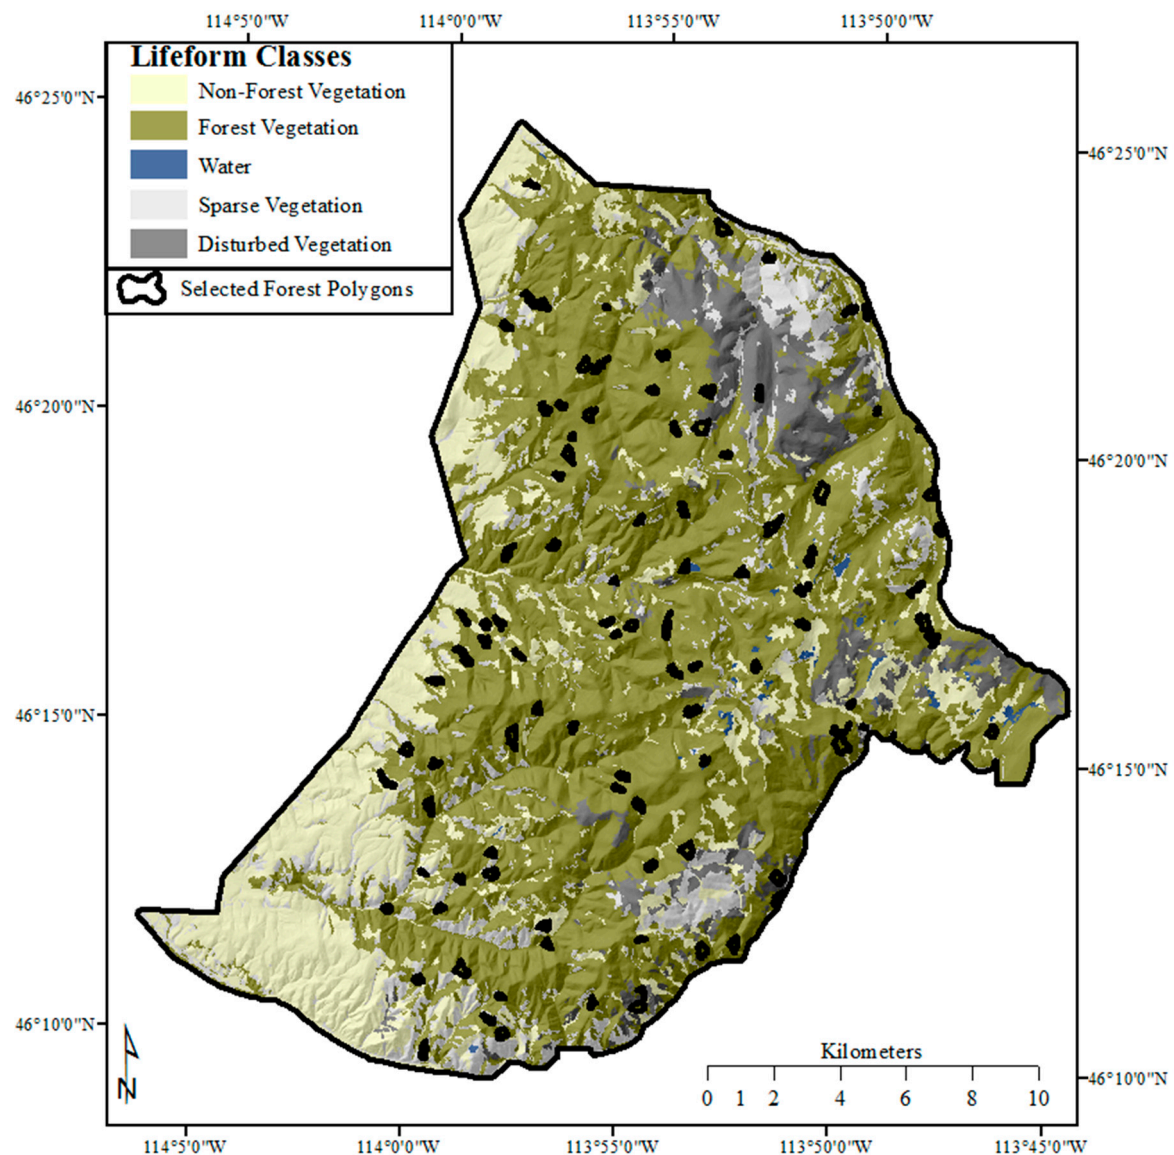 114°5'0"W 114°0'0"W 113°55'0"W 113°50'0"W
Lifeform Classes
Non-Forest Vegetation
Forest Vegetation
Water
Sparse Vegetation
Disturbed Vegetation
Selected Forest Polygons
46°25'0"N
46°25'0"N
46°20'0"N
46°20'0"N
46°15'0"N
46°15'0"N
46°10'0"N
46°10'0"N
N
Kilometers
0 1 2 4 6 8 10
114°5'0"W 114°0'0"W 113°55'0"W 113°50'0"W 113°45'0"W